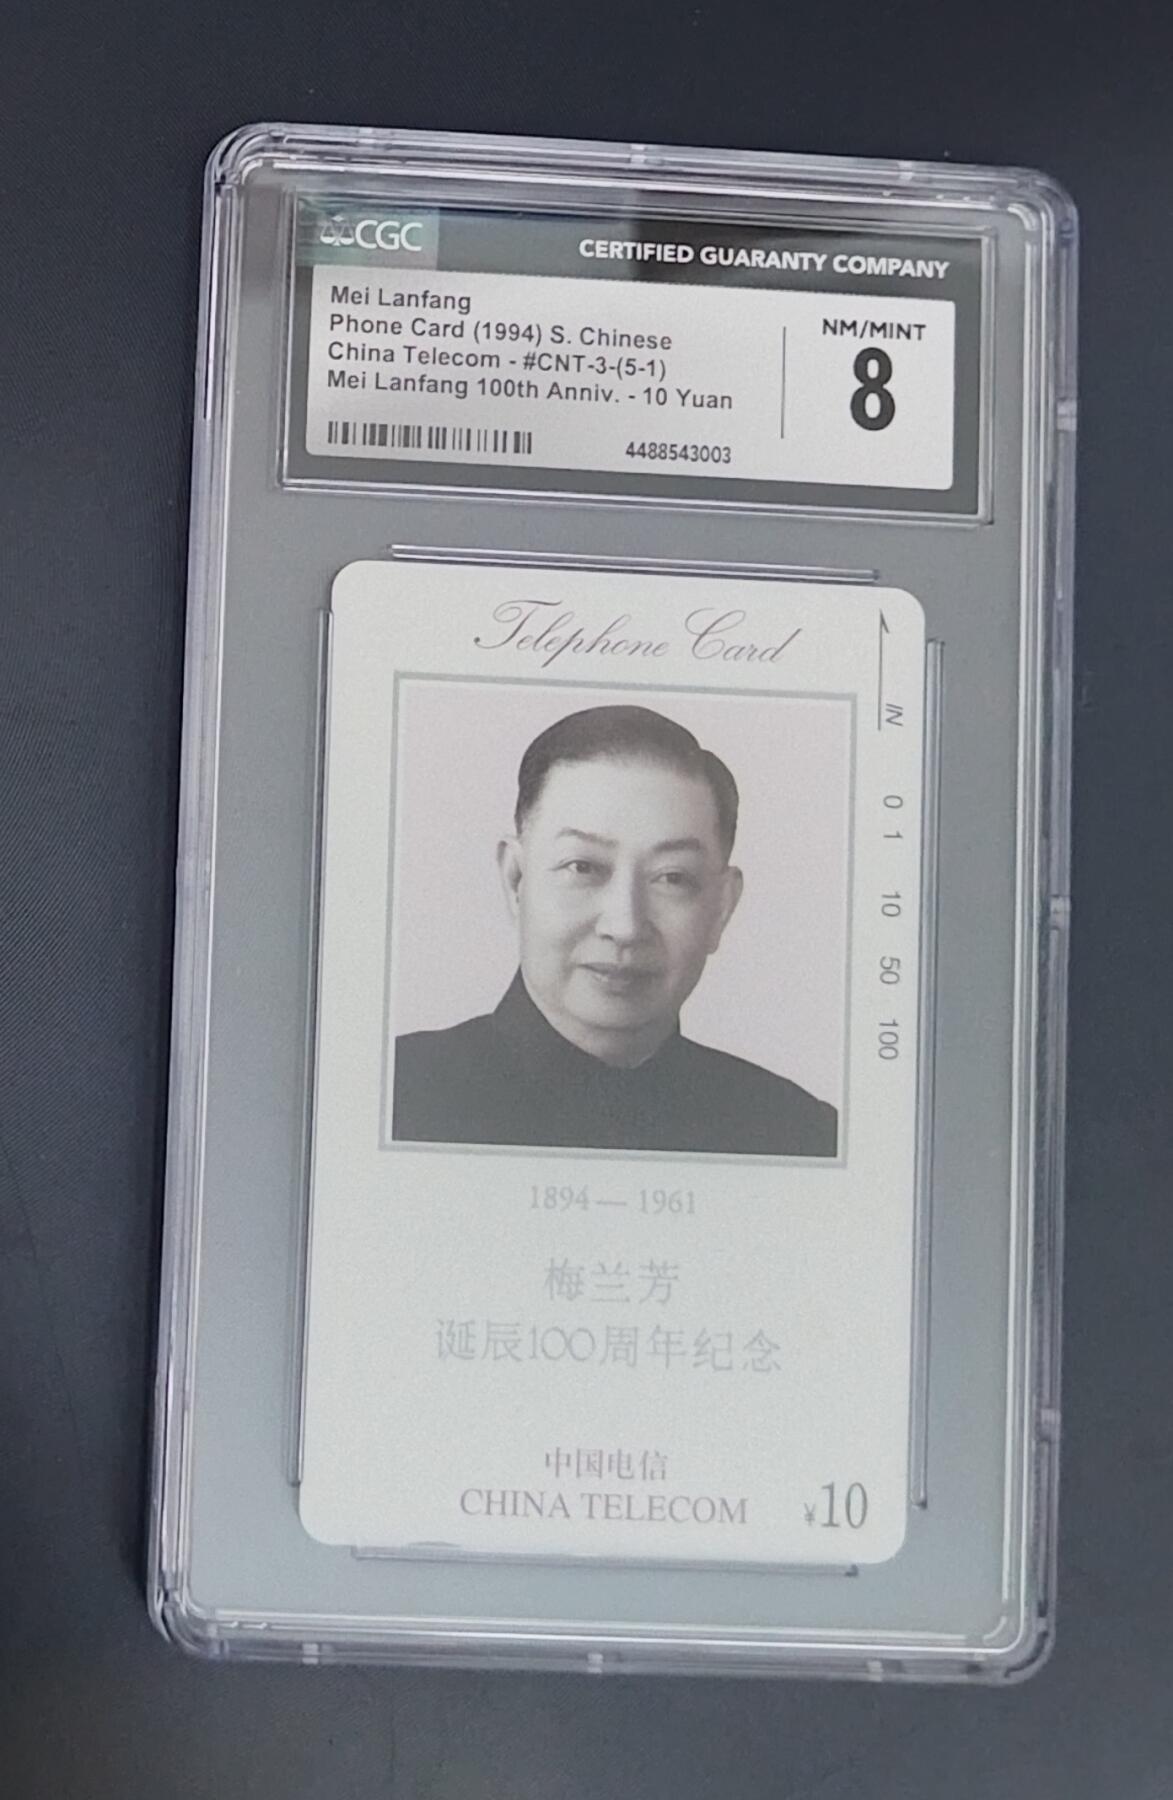 CGC
CERTIFIED GUARANTY COMPANY
Mei Lanfang
Phone Card (1994) S. Chinese
China Telecom - #CNT-3-(5-1)
Mei Lanfang 100th Anniv. - 10 Yuan
4488543003
NM/MINT
8
Telephone Card
IN 0 1 10 50 100
1894—1961
梅兰芳
诞辰100周年纪念
中国电信
CHINA TELECOM
¥10